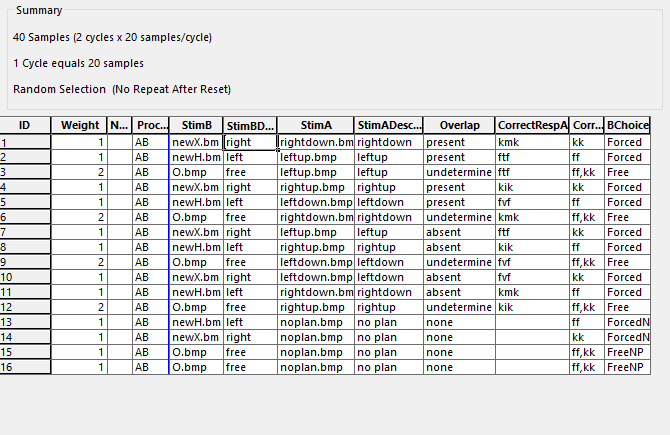 Summary
40 Samples (2 cycles x 20 samples/cycle)
1 Cycle equals 20 samples
Random Selection (No Repeat After Reset)
ID Weight N... Proc... StimB StimBD... StimA StimADesc... Overlap CorrectRespA Corr... BChoice
1 1 AB newX.bm right rightdown.bm rightdown present kmk kk Forced
2 1 AB newH.bm left leftup.bmp leftup present ftf ff Forced
3 2 AB O.bmp free leftup.bmp leftup undetermine ftf ff,kk Free
4 1 AB newX.bm right rightup.bmp rightup present kik kk Forced
5 1 AB newH.bm left leftdown.bmp leftdown present fvf ff Forced
6 2 AB O.bmp free rightdown.bm rightdown undetermine kmk ff,kk Free
7 1 AB newX.bm right leftup.bmp leftup absent ftf kk Forced
8 1 AB newH.bm left rightup.bmp rightup absent kik ff Forced
9 2 AB O.bmp free leftdown.bmp leftdown undetermine fvf ff,kk Free
10 1 AB newX.bm right leftdown.bmp leftdown absent fvf kk Forced
11 1 AB newH.bm left rightdown.bm rightdown absent kmk ff Forced
12 2 AB O.bmp free rightup.bmp rightup undetermine kik ff,kk Free
13 1 AB newH.bm left noplan.bmp no plan none ff ForcedN
14 1 AB newX.bm right noplan.bmp no plan none kk ForcedN
15 1 AB O.bmp free noplan.bmp no plan none ff,kk FreeNP
16 1 AB O.bmp free noplan.bmp no plan none ff,kk FreeNP